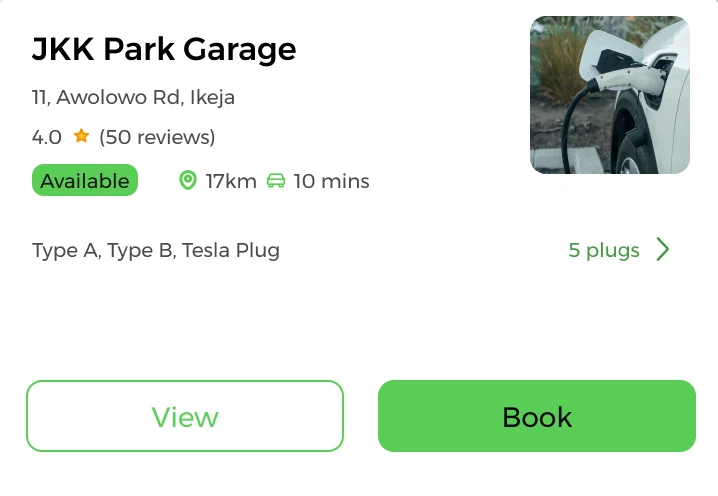 JKK Park Garage
11, Awolowo Rd, Ikeja
4.0 (50 reviews)
Available 17km 10 mins
Type A, Type B, Tesla Plug 5 plugs
View Book